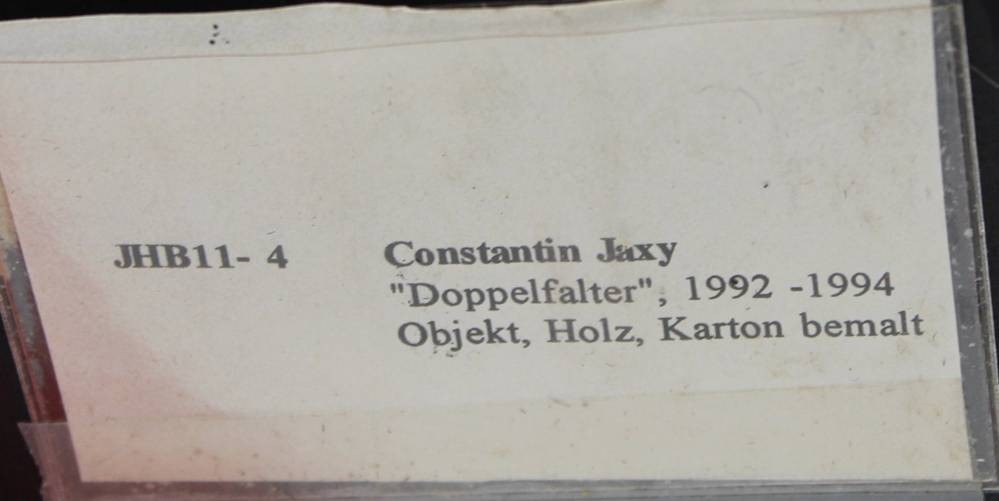 JHB11- 4 Constantin Jaxy
"Doppelfalter", 1992 -1994
Objekt, Holz, Karton bemalt